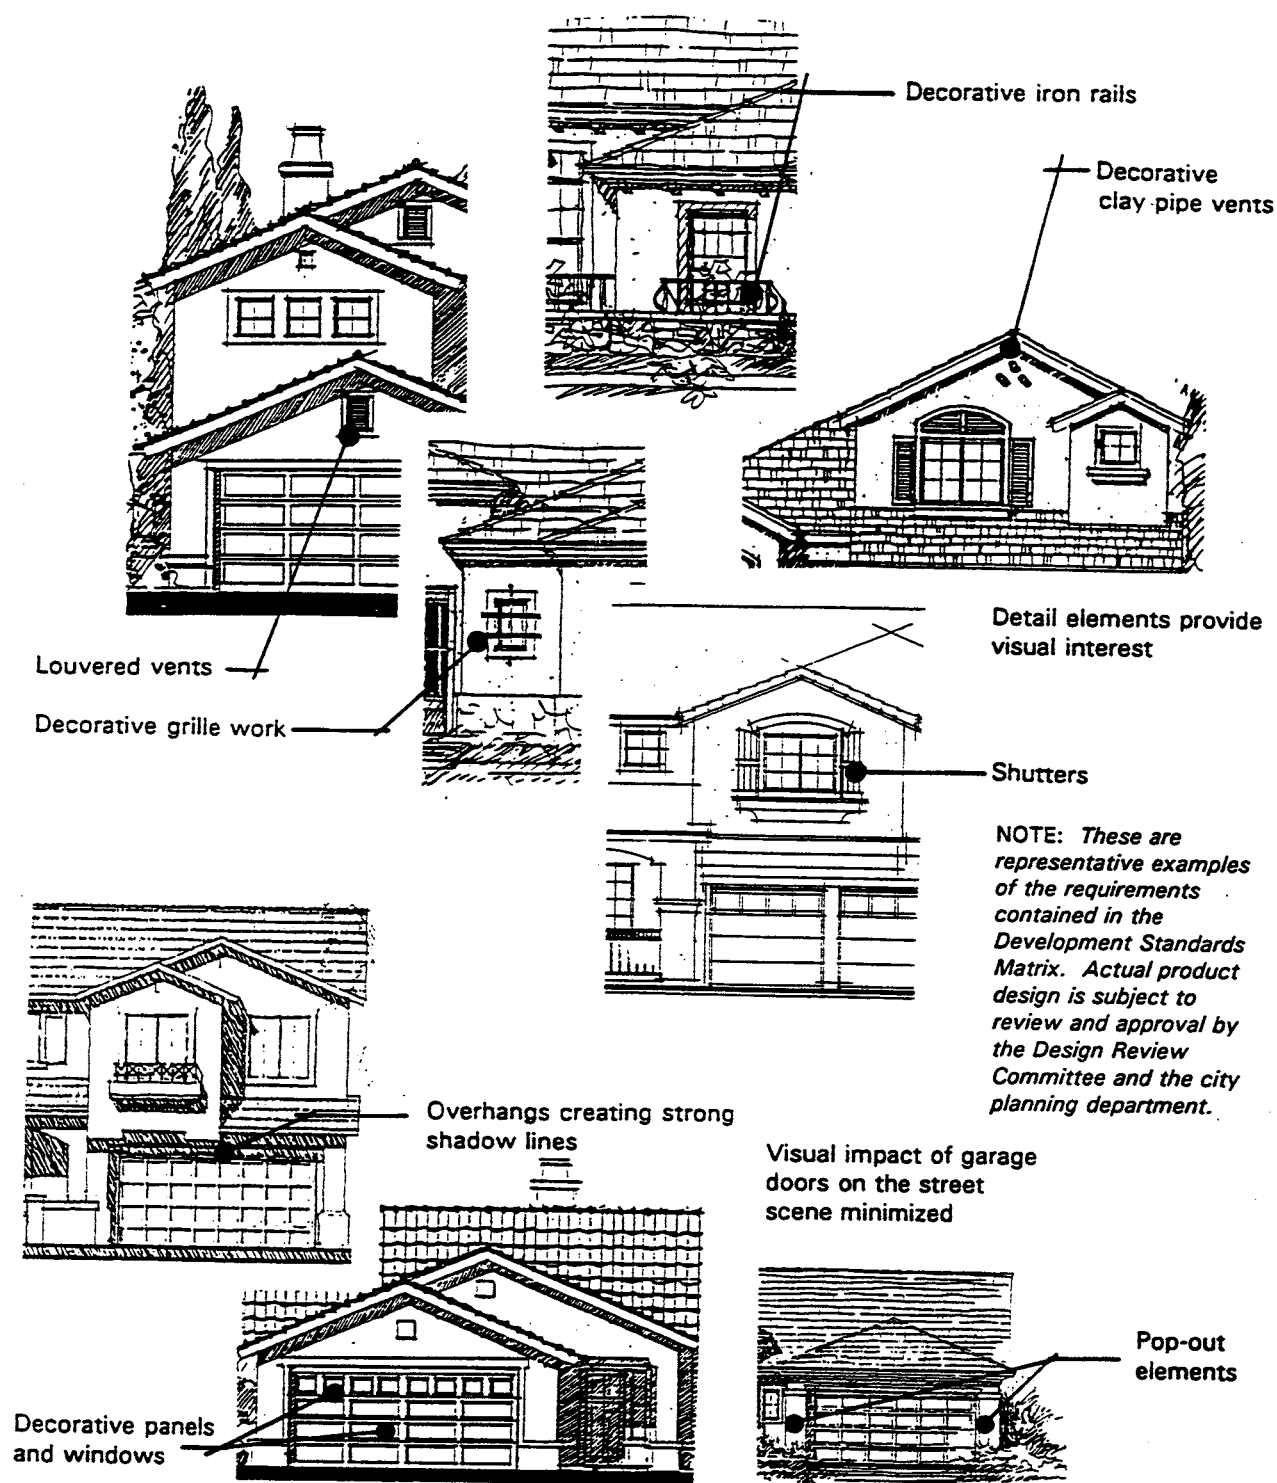 Decorative iron rails
Decorative
clay pipe vents
Detail elements provide
visual interest
Louvered vents
Decorative grille work
Shutters
NOTE: These are
representative examples
of the requirements
contained in the
Development Standards
Matrix. Actual product
design is subject to
review and approval by
the Design Review
Committee and the city
planning department.
Overhangs creating strong
shadow lines
Visual impact of garage
doors on the street
scene minimized
Pop-out
elements
Decorative panels
and windows